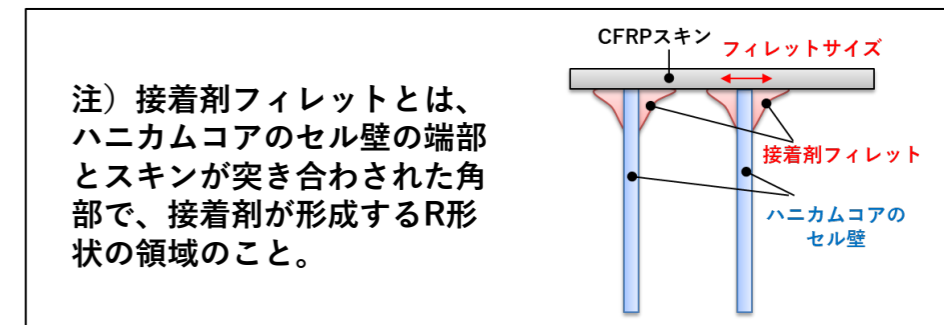 注）接着剤フィレットとは、
ハニカムコアのセル壁の端部
とスキンが突き合わされた角
部で、接着剤が形成するR形
状の領域のこと。
CFRPスキン
フィレットサイズ
接着剤フィレット
ハニカムコアの
セル壁